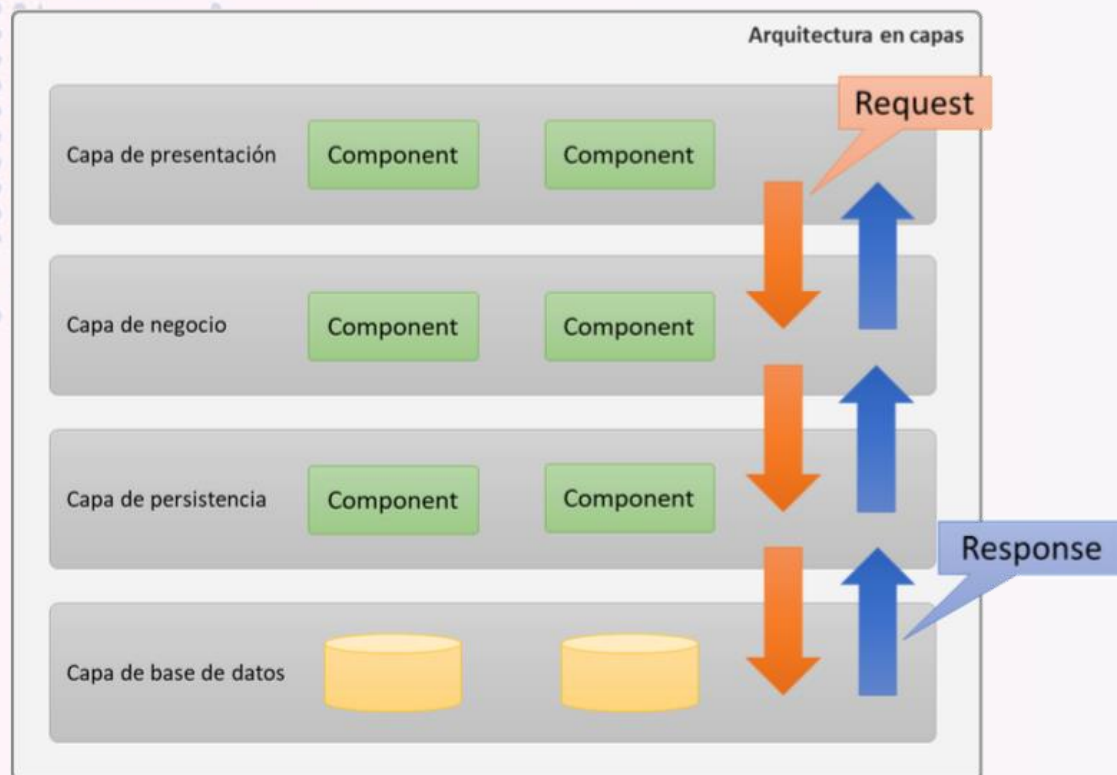 Arquitectura en capas
Request
Capa de presentación
Component
Component
Capa de negocio
Component
Component
Capa de persistencia
Component
Component
Response
Capa de base de datos